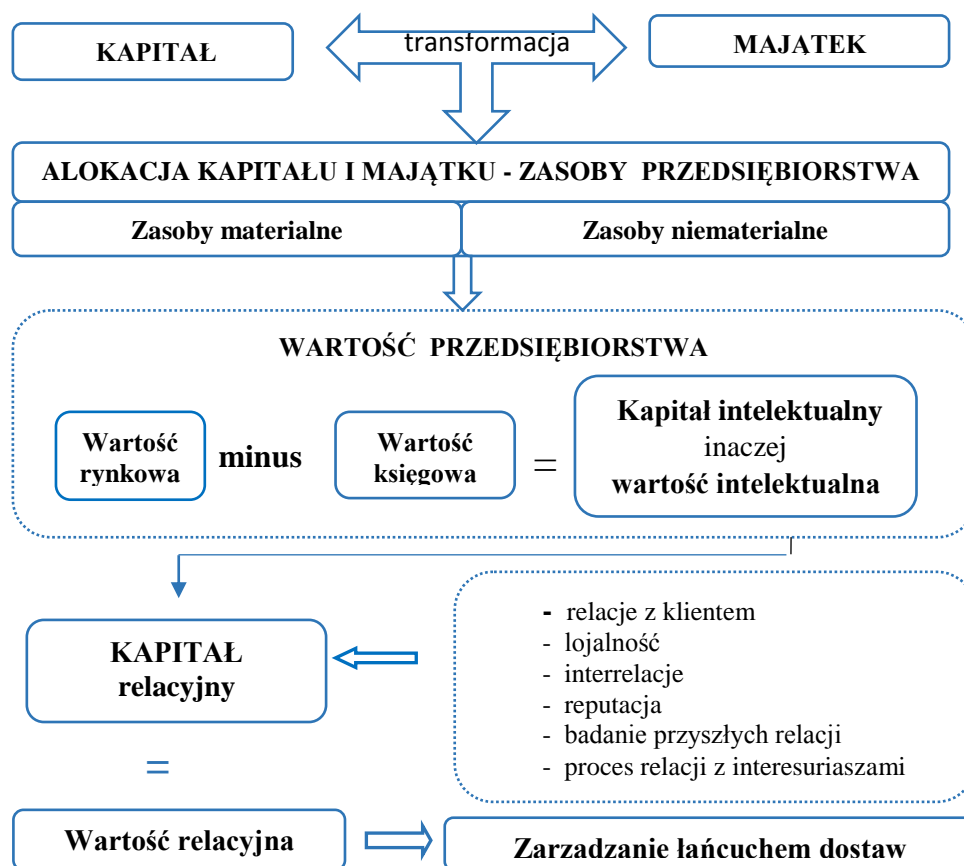 KAPITAŁ
transformacja
MAJĄTEK
ALOKACJA KAPITAŁU I MAJĄTKU - ZASOBY PRZEDSIĘBIORSTWA
Zasoby materialne
Zasoby niematerialne
WARTOŚĆ PRZEDSIĘBIORSTWA
Wartość
rynkowa
minus
Wartość
księgowa
=
Kapitał intelektualny
inaczej
wartość intelektualna
KAPITAŁ
relacyjny
- relacje z klientem
- lojalność
- interrelacje
- reputacja
- badanie przyszłych relacji
- proces relacji z interesuriaszami
=
Wartość relacyjna
Zarzadzanie łańcuchem dostaw